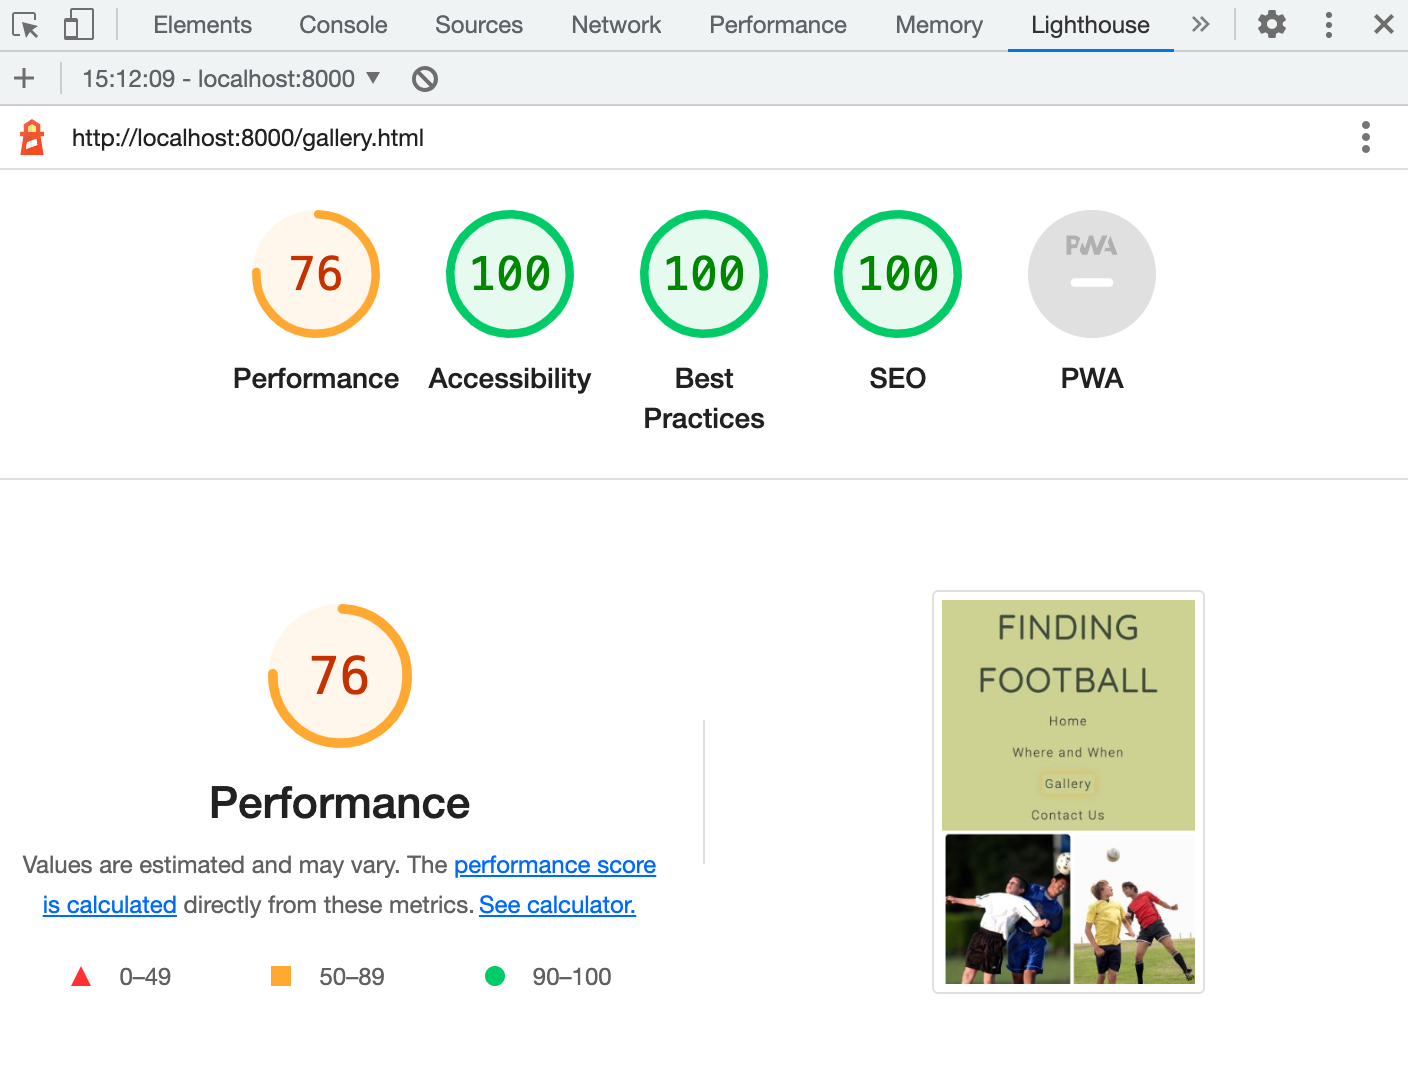 Elements Console Sources Network Performance Memory Lighthouse »
15:12:09 - localhost:8000 ▼
http://localhost:8000/gallery.html
76 100 100 100 PWA
Performance Accessibility Best Practices SEO PWA
76
Performance
Values are estimated and may vary. The performance score
is calculated directly from these metrics. See calculator.
0–49 50–89 90–100
FINDING
FOOTBALL
Home
Where and When
Gallery
Contact Us